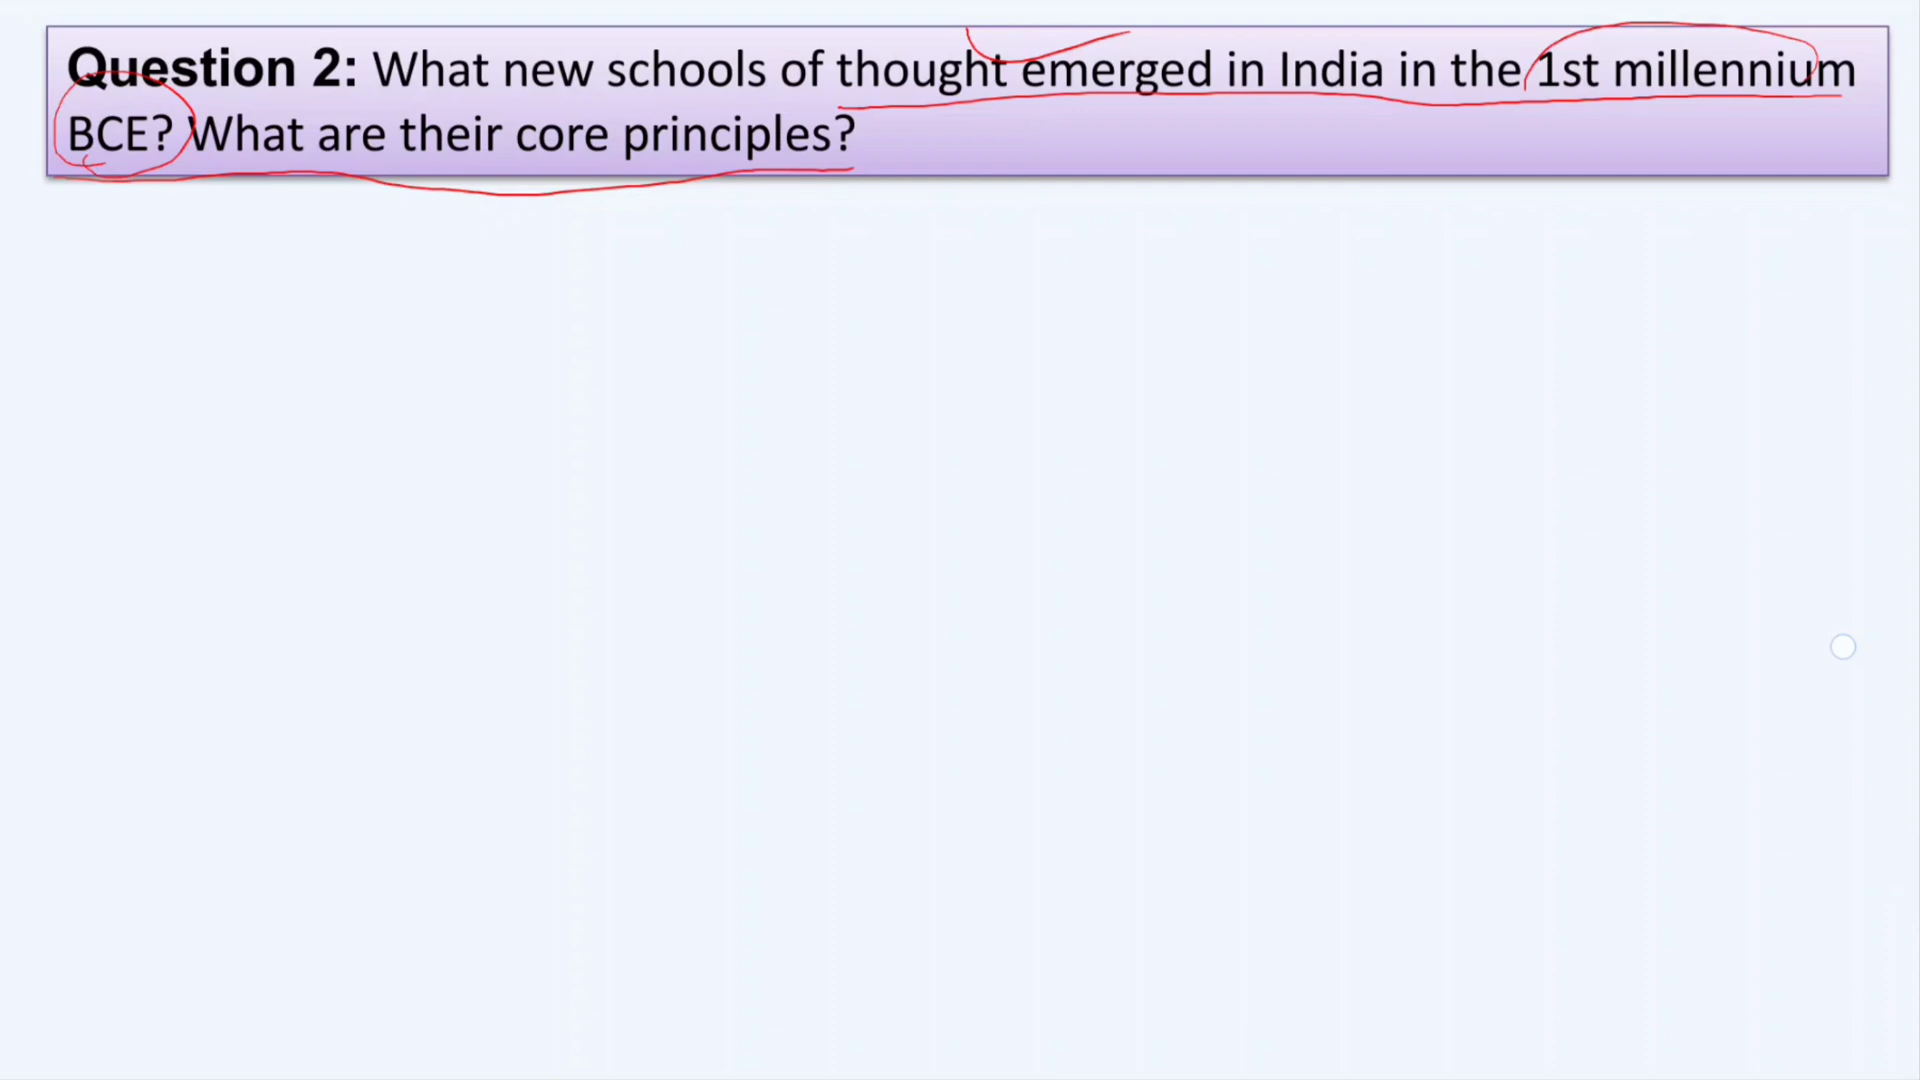 Question 2: What new schools of thought emerged in India in the 1st millennium
BCE? What are their core principles?